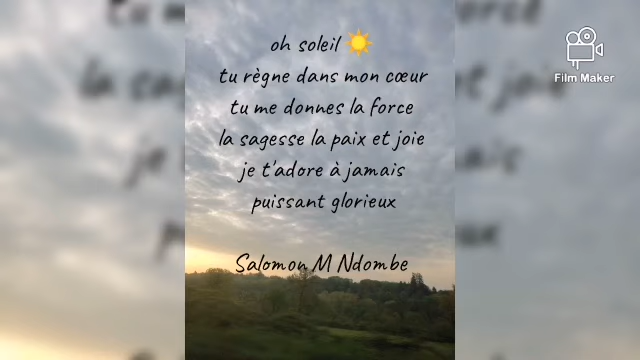 oh soleil ☀️
tu règne dans mon cœur
tu me donnes la force
la sagesse la paix et joie
je t'adore à jamais
puissant glorieux
Salomon M Ndombe
Film Maker